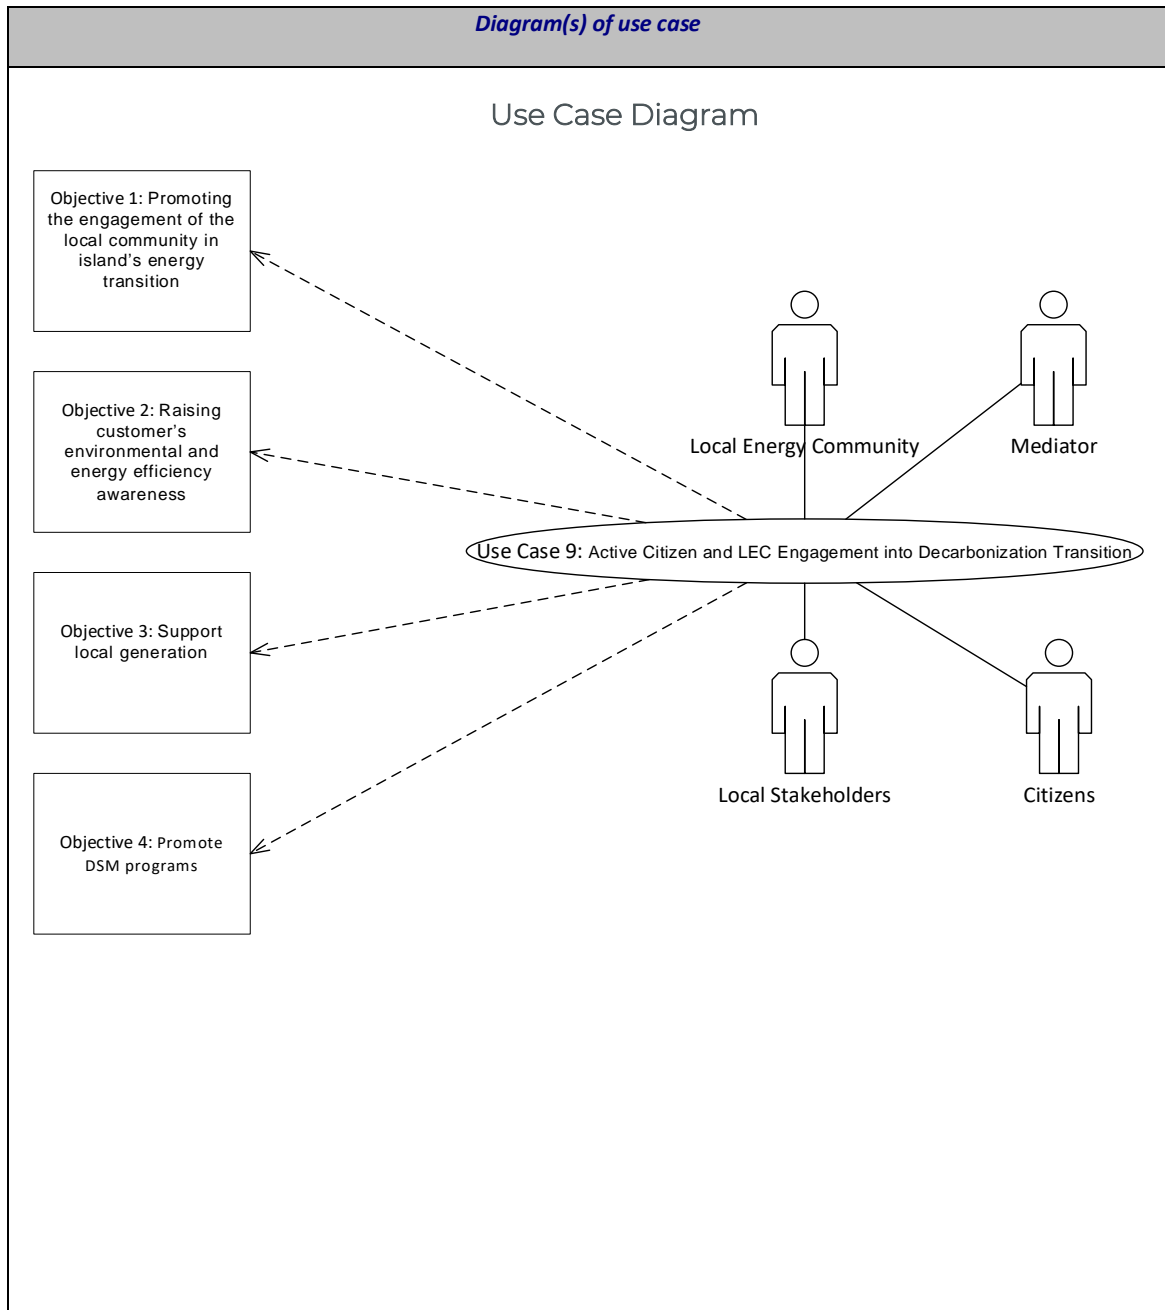 Diagram(s) of use case
Use Case Diagram
Objective 1: Promoting
the engagement of the
local community in
island’s energy
transition
Objective 2: Raising
customer’s
environmental and
energy efficiency
awareness
Objective 3: Support
local generation
Objective 4: Promote
DSM programs
Local Energy Community
Mediator
Use Case 9: Active Citizen and LEC Engagement into Decarbonization Transition
Local Stakeholders
Citizens